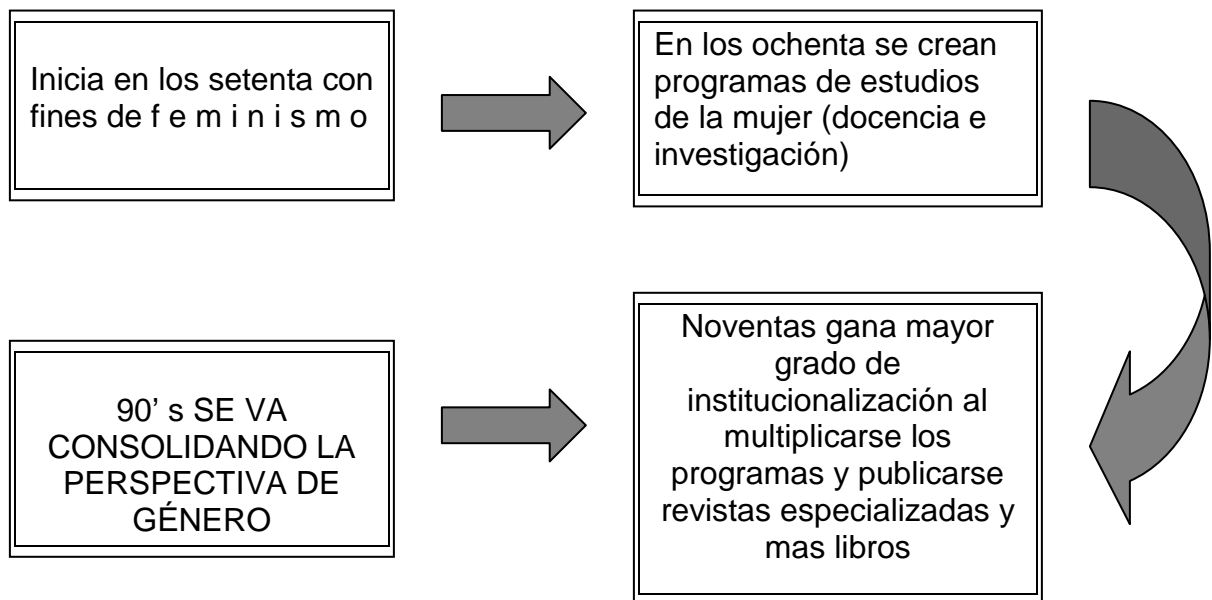 Inicia en los setenta con
fines de f e m i n i s m o
En los ochenta se crean
programas de estudios
de la mujer (docencia e
investigación)
90’ s SE VA
CONSOLIDANDO LA
PERSPECTIVA DE
GÉNERO
Noventas gana mayor
grado de
institucionalización al
multiplicarse los
programas y publicarse
revistas especializadas y
mas libros